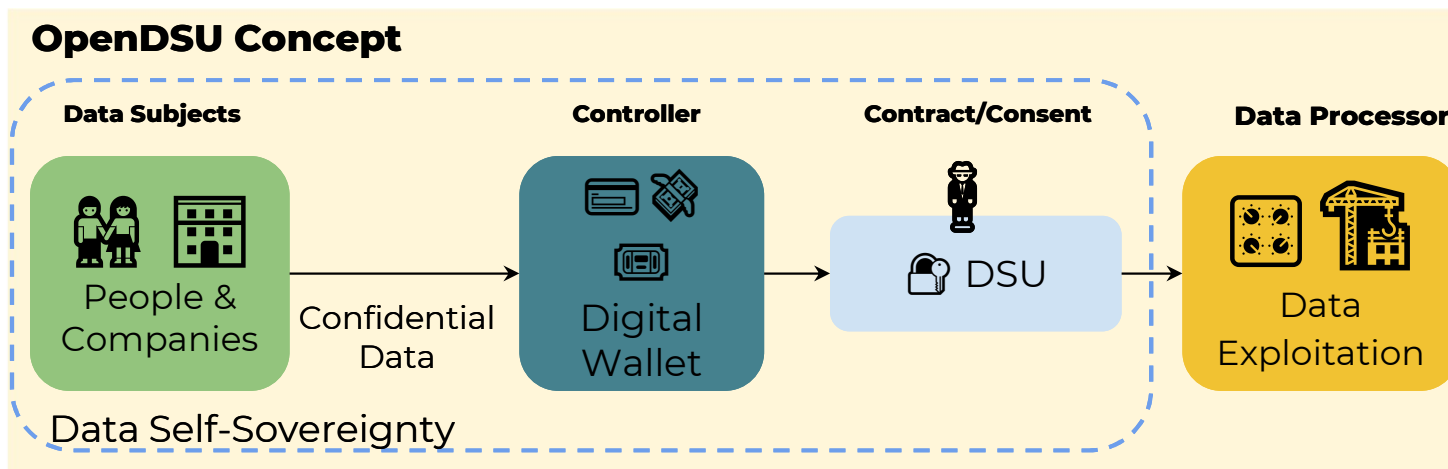 OpenDSU Concept
Data Subjects
Controller
Contract/Consent
Data Processor
People &
Companies
Confidential
Data
Digital
Wallet
DSU
Data
Exploitation
Data Self-Sovereignty